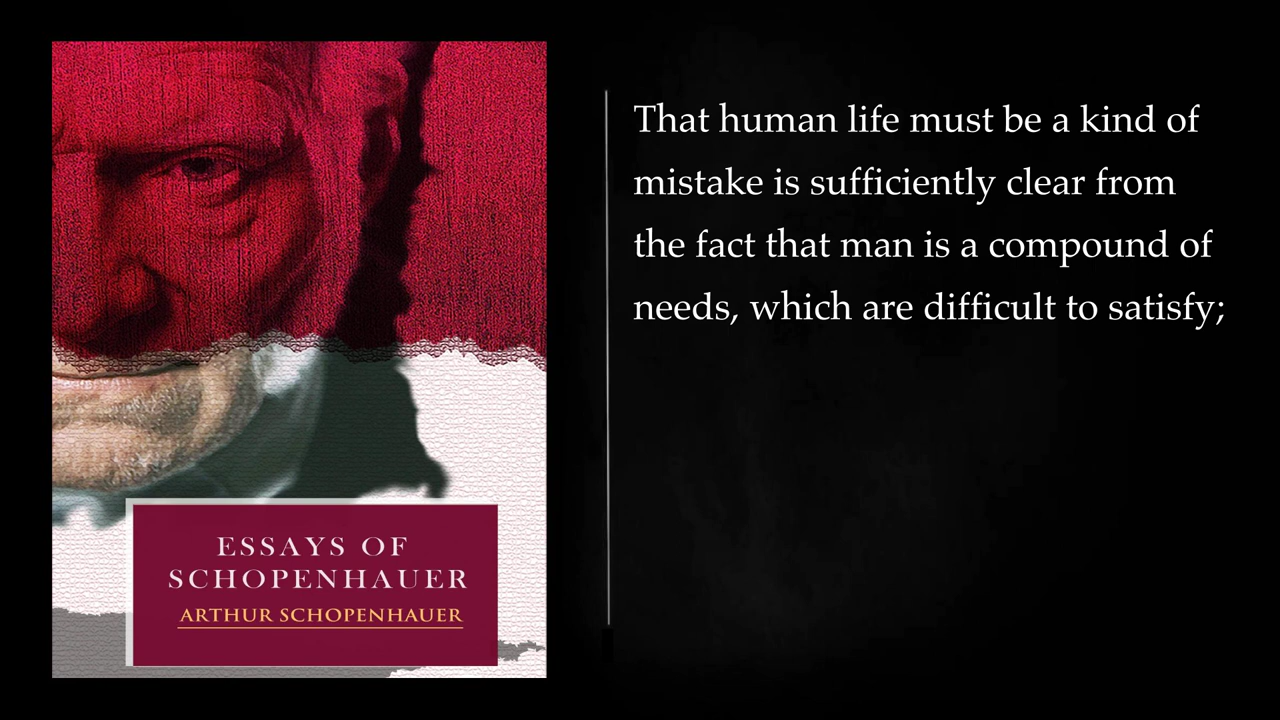 ESSAYS OF
SCHOPENHAUER
ARTHUR SCHOPENHAUER
That human life must be a kind of
mistake is sufficiently clear from
the fact that man is a compound of
needs, which are difficult to satisfy;